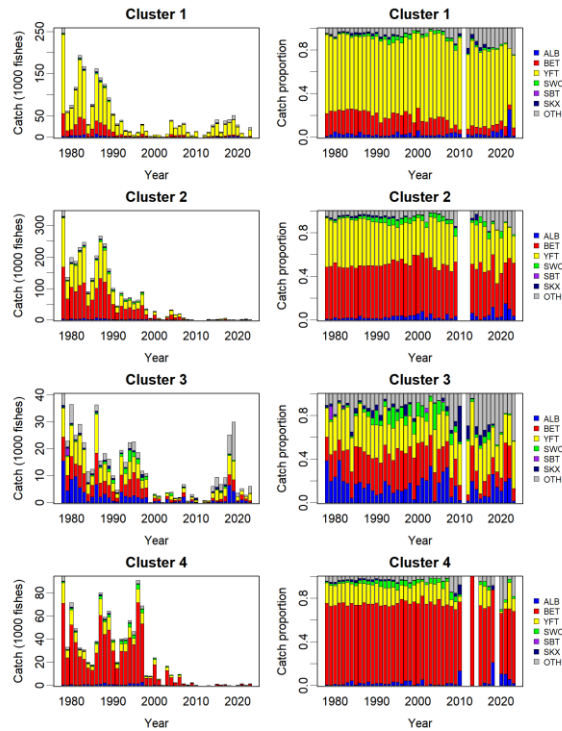 Cluster 1
Catch (1000 fishes)
250
150
50
0
1980 1990 2000 2010 2020
Year
Cluster 1
Catch proportion
0.8
0.4
0.0
1980 1990 2000 2010 2020
Year
ALB
BET
YFT
SWO
SBT
SKX
OTH
Cluster 2
Catch (1000 fishes)
300
200
100
0
1980 1990 2000 2010 2020
Year
Cluster 2
Catch proportion
0.8
0.4
0.0
1980 1990 2000 2010 2020
Year
ALB
BET
YFT
SWO
SBT
SKX
OTH
Cluster 3
Catch (1000 fishes)
40
30
20
10
0
1980 1990 2000 2010 2020
Year
Cluster 3
Catch proportion
0.8
0.4
0.0
1980 1990 2000 2010 2020
Year
ALB
BET
YFT
SWO
SBT
SKX
OTH
Cluster 4
Catch (1000 fishes)
80
60
40
20
0
1980 1990 2000 2010 2020
Year
Cluster 4
Catch proportion
0.8
0.4
0.0
1980 1990 2000 2010 2020
Year
ALB
BET
YFT
SWO
SBT
SKX
OTH